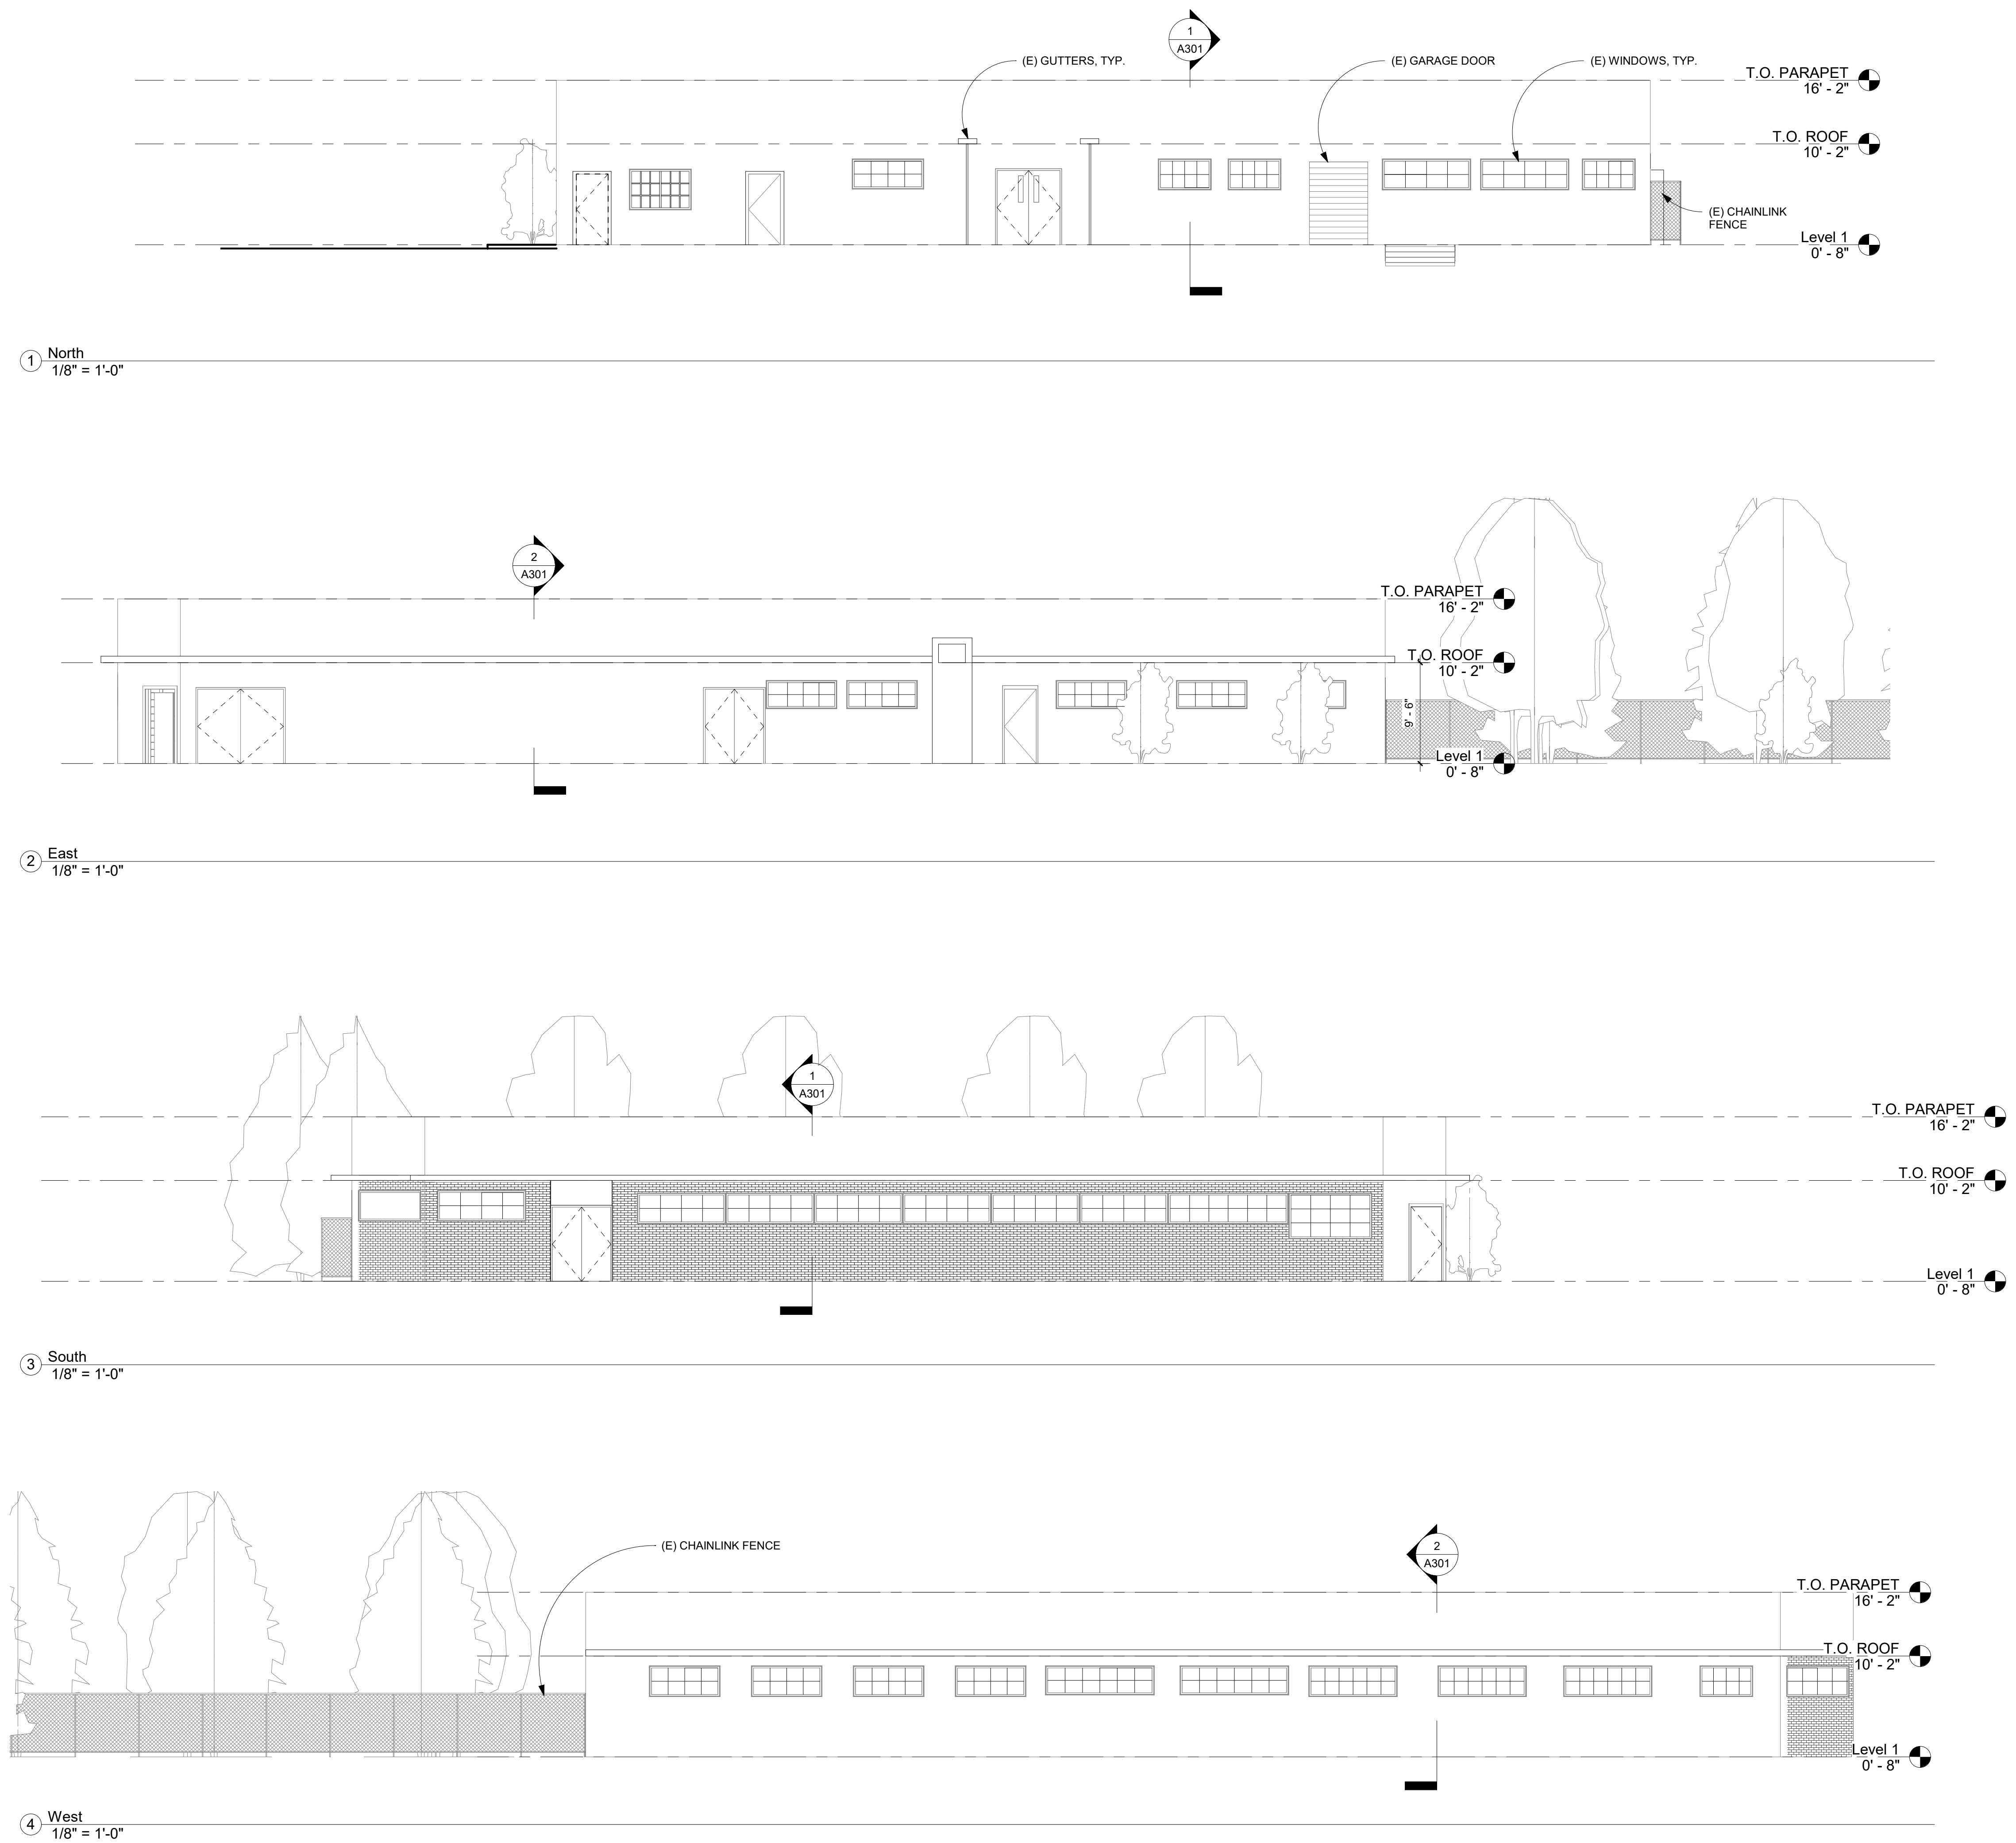 1
A301
(E) GUTTERS, TYP.
(E) GARAGE DOOR
(E) WINDOWS, TYP.
T.O. PARAPET
16' - 2"
T.O. ROOF
10' - 2"
(E) CHAINLINK
FENCE
Level 1
0' - 8"
1
North
1/8" = 1'-0"
2
A301
T.O. PARAPET
16' - 2"
T.O. ROOF
10' - 2"
9' - 6"
Level 1
0' - 8"
2
East
1/8" = 1'-0"
1
A301
T.O. PARAPET
16' - 2"
T.O. ROOF
10' - 2"
Level 1
0' - 8"
3
South
1/8" = 1'-0"
(E) CHAINLINK FENCE
2
A301
T.O. PARAPET
16' - 2"
T.O. ROOF
10' - 2"
Level 1
0' - 8"
4
West
1/8" = 1'-0"